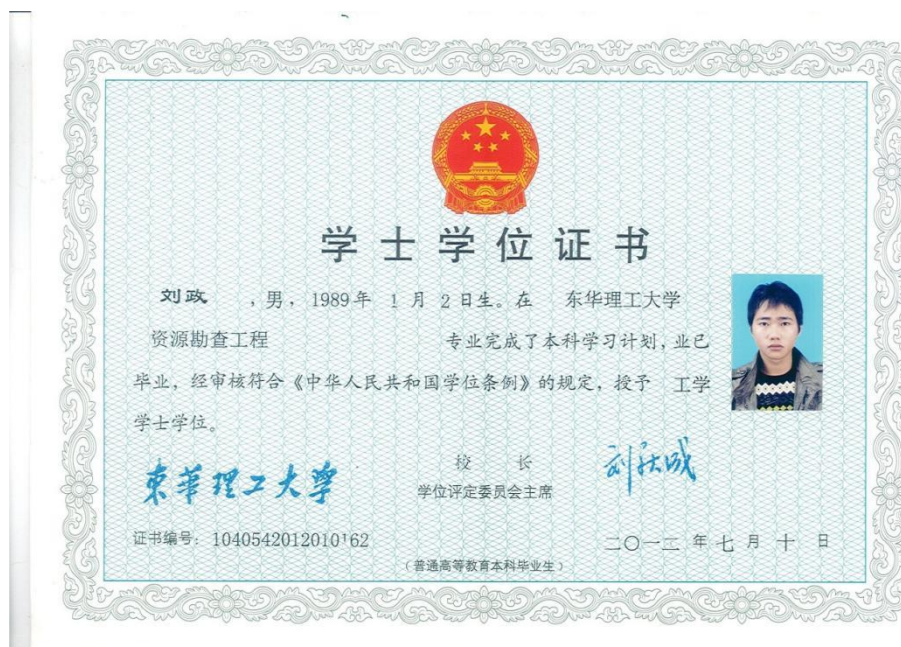 学士学位证书
刘政 ，男，1989年 1 月 2日生。在 东华理工大学
资源勘查工程 专业完成了本科学习计划，业已
毕业，经审核符合《中华人民共和国学位条例》的规定，授予 工学
学士学位。
東華理工大學
校 长
学位评定委员会主席
证书编号：1040542012010162
二〇一二年七月十日
（普通高等教育本科毕业生）